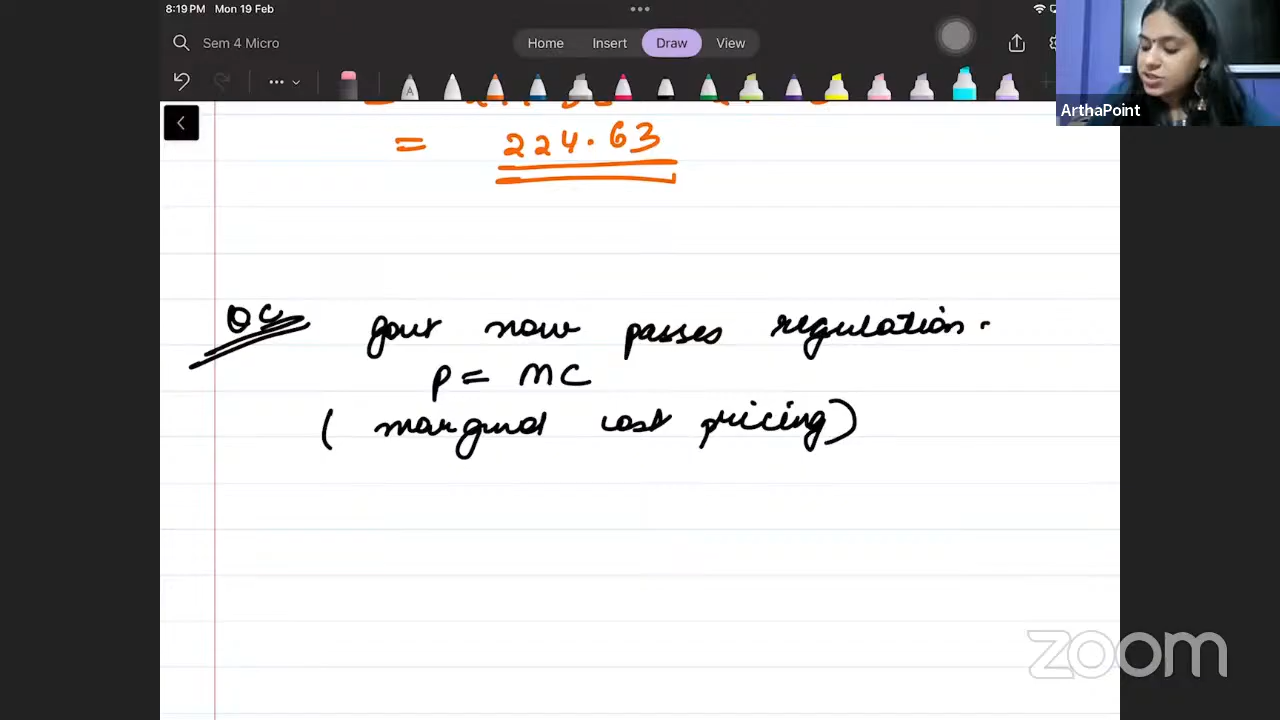 8:19 PM Mon 19 Feb
Sem 4 Micro
Home Insert Draw View
ArthaPoint
= 224.63
govt now passes regulation.
P = MC
(marginal cost pricing)
zoom